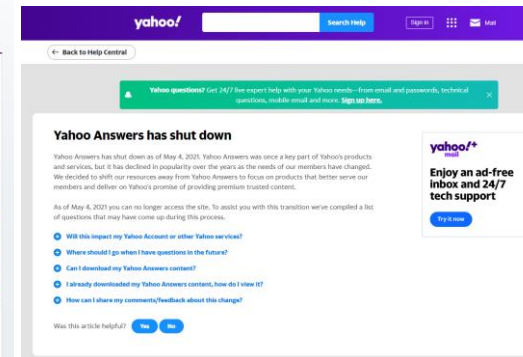 yahoo!
Search Help
Sign in
Mail
← Back to Help Central
Yahoo questions? Get 24/7 live expert help with your Yahoo needs—from email and passwords, technical
questions, mobile email and more. Sign up here.
×
Yahoo Answers has shut down
Yahoo Answers has shut down as of May 4, 2021. Yahoo Answers was once a key part of Yahoo's products
and services, but it has declined in popularity over the years as the needs of our members have changed.
We decided to shift our resources away from Yahoo Answers to focus on products that better serve our
members and deliver on Yahoo's promise of providing premium trusted content.
As of May 4, 2021 you can no longer access the site. To assist you with this transition we've compiled a list
of questions that may have come up during this process.
Will this impact my Yahoo Account or other Yahoo services?
Where should I go when I have questions in the future?
Can I download my Yahoo Answers content?
I already downloaded my Yahoo Answers content, how do I view it?
How can I share my comments/feedback about this change?
Was this article helpful? Yes No
yahoo!+
mail
Enjoy an ad-free
inbox and 24/7
tech support
Try it now